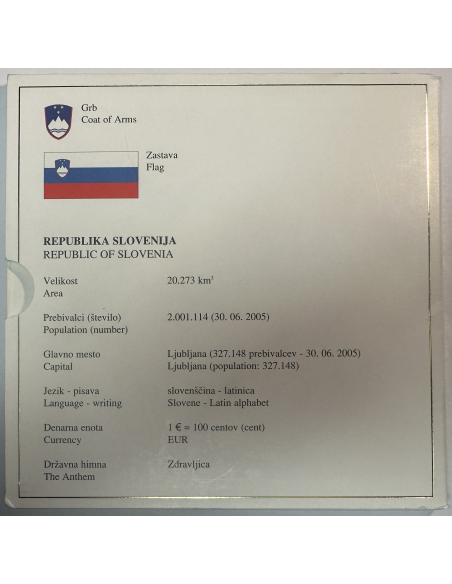 Grb
Coat of Arms
Zastava
Flag
REPUBLIKA SLOVENIJA
REPUBLIC OF SLOVENIA
Velikost 20.273 km²
Area
Prebivalci (število) 2.001.114 (30. 06. 2005)
Population (number)
Glavno mesto Ljubljana (327.148 prebivalcev - 30. 06. 2005)
Capital Ljubljana (population: 327.148)
Jezik - pisava slovenščina - latinica
Language - writing Slovene - Latin alphabet
Denarna enota 1 € = 100 centov (cent)
Currency EUR
Državna himna Zdravljica
The Anthem